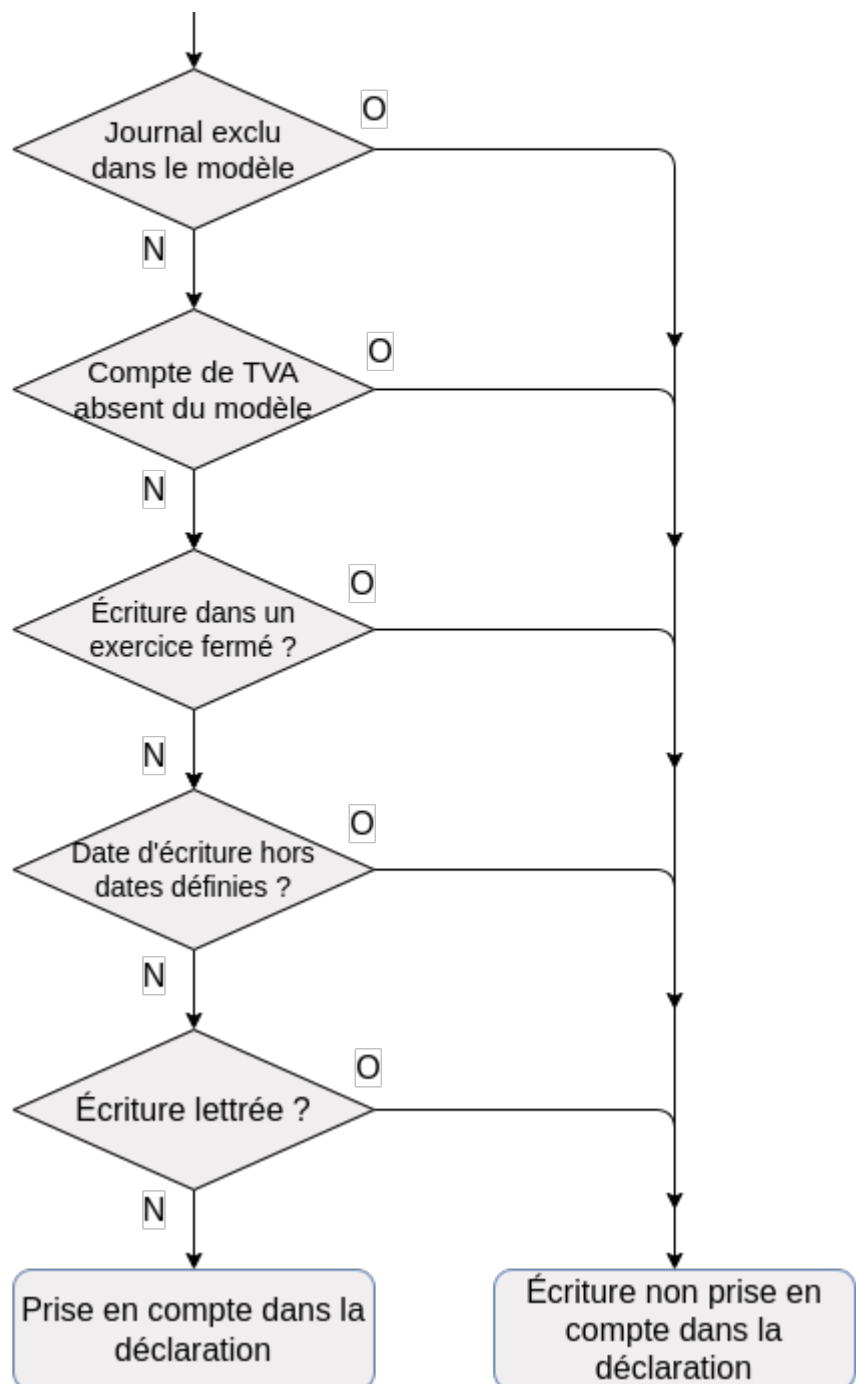 O
Journal exclu
dans le modèle
N
O
Compte de TVA
absent du modèle
N
O
Écriture dans un
exercice fermé ?
N
O
Date d'écriture hors
dates définies ?
N
O
Écriture lettrée ?
N
Prise en compte dans la
déclaration
Écriture non prise en
compte dans la
déclaration